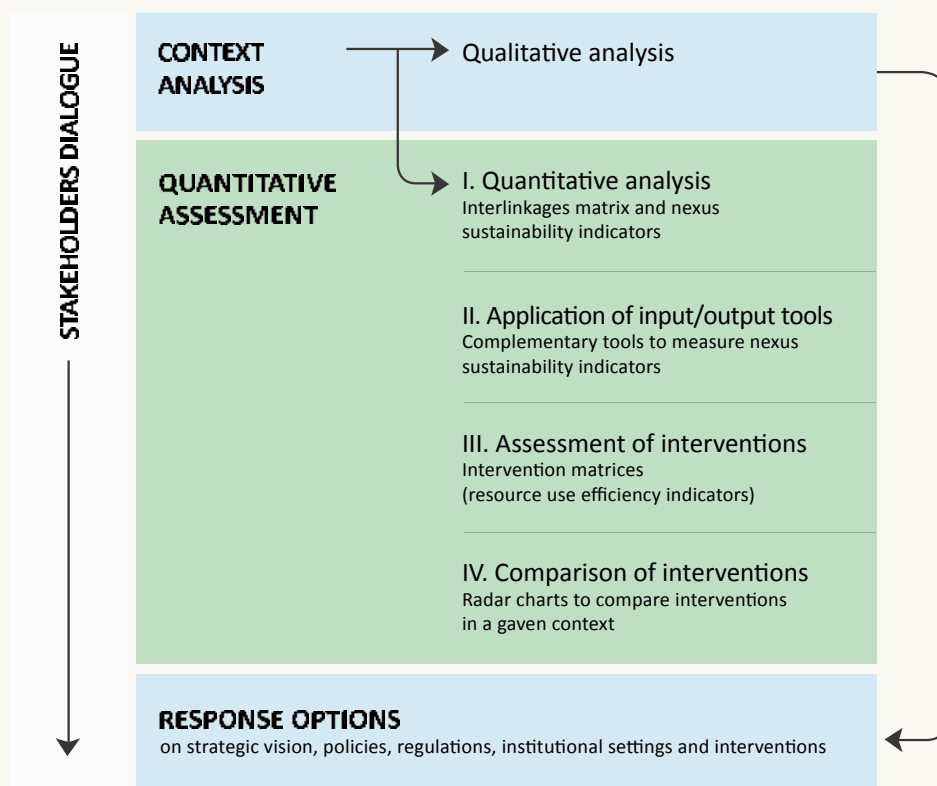 STAKEHOLDERS DIALOGUE
CONTEXT
ANALYSIS
Qualitative analysis
QUANTITATIVE
ASSESSMENT
I. Quantitative analysis
Interlinkages matrix and nexus
sustainability indicators
II. Application of input/output tools
Complementary tools to measure nexus
sustainability indicators
III. Assessment of interventions
Intervention matrices
(resource use efficiency indicators)
IV. Comparison of interventions
Radar charts to compare interventions
in a gaven context
RESPONSE OPTIONS
on strategic vision, policies, regulations, institutional settings and interventions